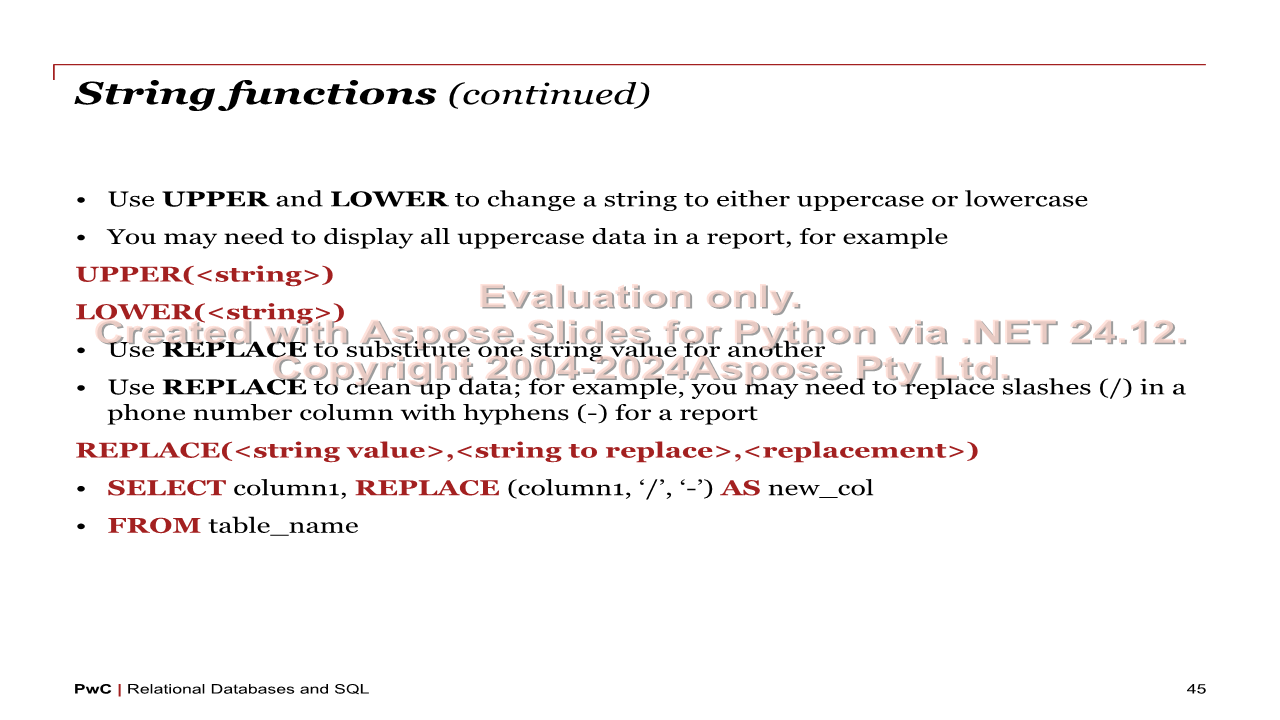 String functions (continued)
• Use UPPER and LOWER to change a string to either uppercase or lowercase
• You may need to display all uppercase data in a report, for example
UPPER(<string>)
LOWER(<string>)
Evaluation only.
Created with Aspose.Slides for Python via .NET 24.12.
Copyright 2004-2024Aspose Pty Ltd.
• Use REPLACE to substitute one string value for another
• Use REPLACE to clean up data; for example, you may need to replace slashes (/) in a
phone number column with hyphens (-) for a report
REPLACE(<string value>,<string to replace>,<replacement>)
• SELECT column1, REPLACE (column1, ‘/’, ‘-’) AS new_col
• FROM table_name
PwC | Relational Databases and SQL
45